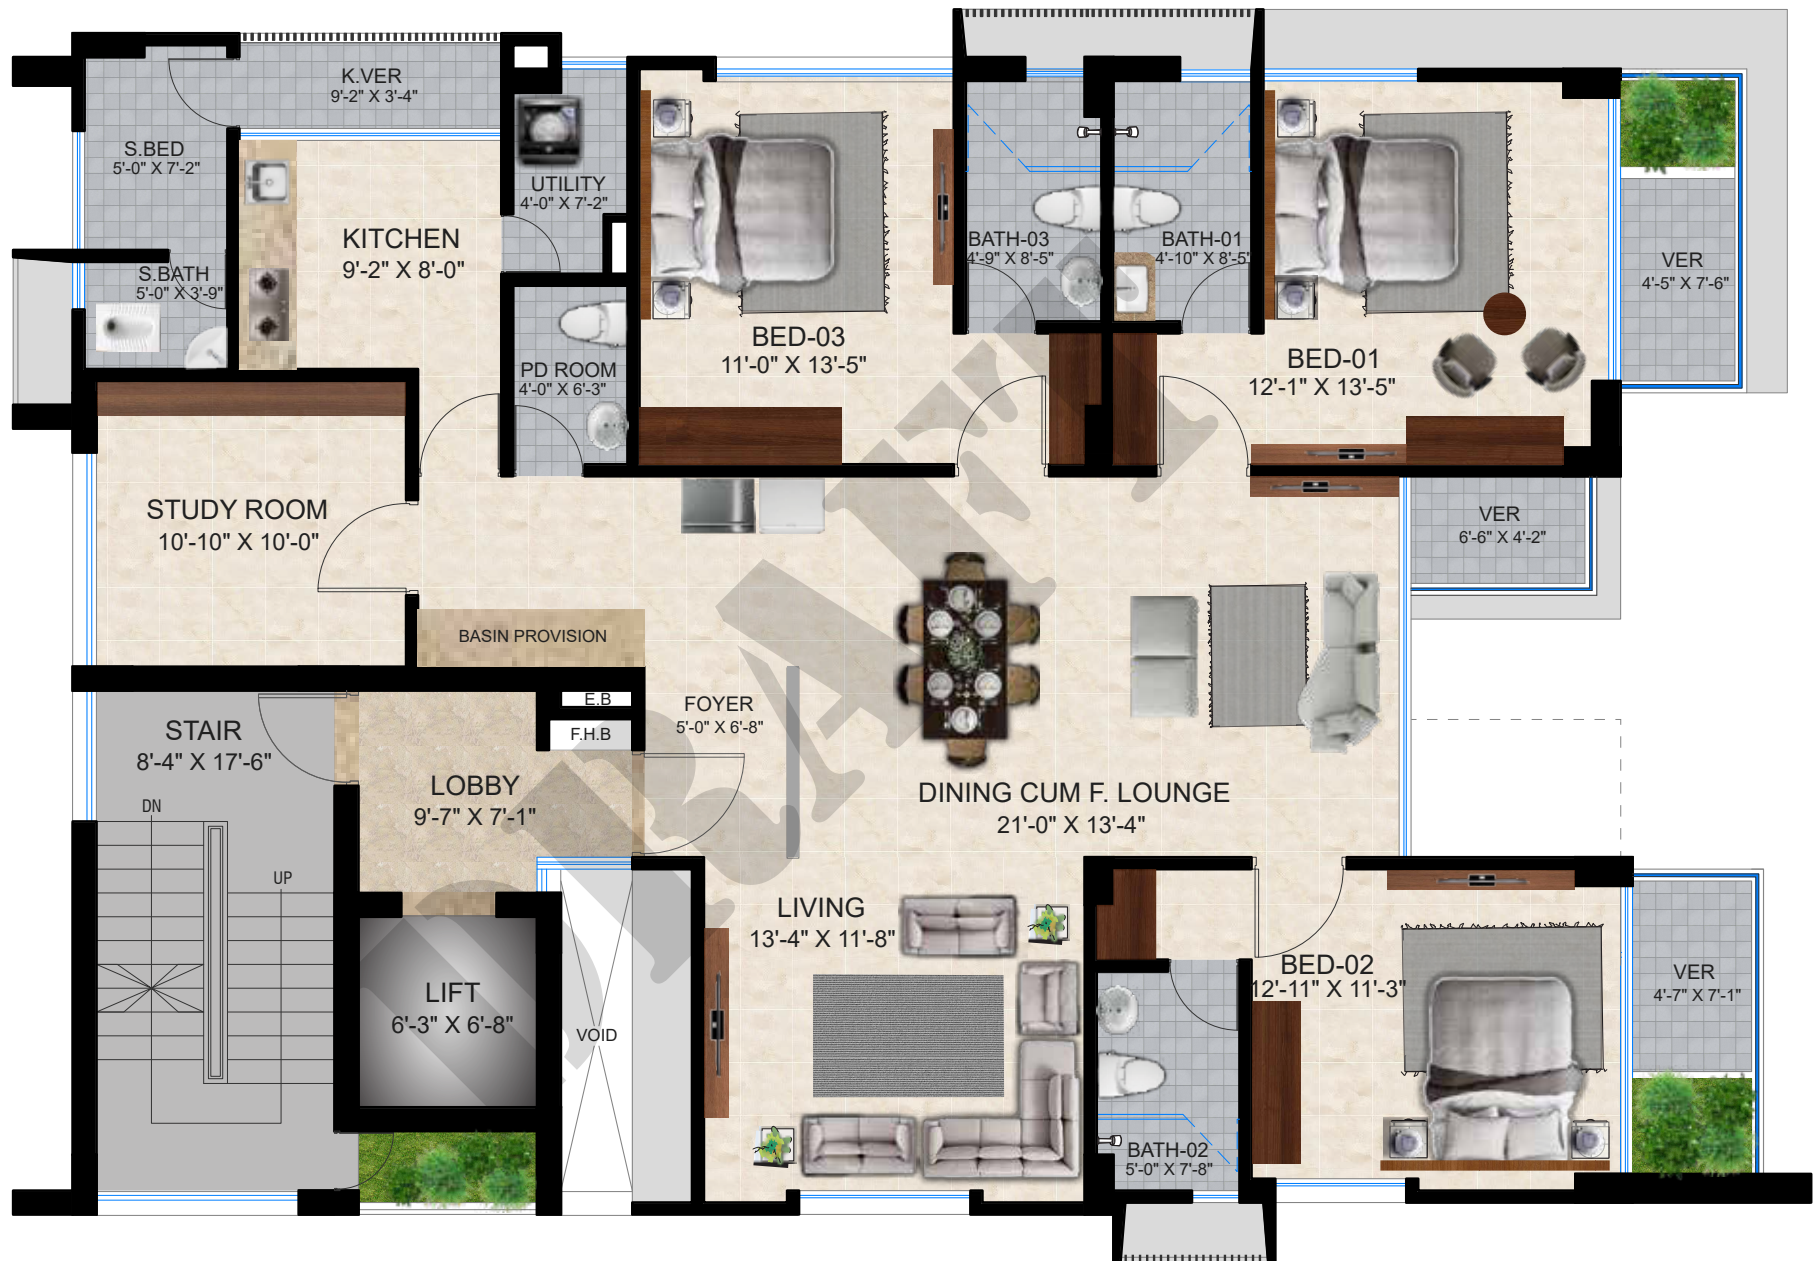 K.VER
9'-2" X 3'-4"
S.BED
5'-0" X 7'-2"
UTILITY
4'-0" X 7'-2"
KITCHEN
9'-2" X 8'-0"
S.BATH
5'-0" X 3'-9"
BATH-03
4'-9" X 8'-5"
BATH-01
4'-10" X 8'-5"
VER
4'-5" X 7'-6"
BED-03
11'-0" X 13'-5"
PD ROOM
4'-0" X 6'-3"
BED-01
12'-1" X 13'-5"
STUDY ROOM
10'-10" X 10'-0"
VER
6'-6" X 4'-2"
BASIN PROVISION
E.B
F.H.B
FOYER
5'-0" X 6'-8"
STAIR
8'-4" X 17'-6"
DN
UP
LOBBY
9'-7" X 7'-1"
DINING CUM F. LOUNGE
21'-0" X 13'-4"
LIVING
13'-4" X 11'-8"
BED-02
12'-11" X 11'-3"
VER
4'-7" X 7'-1"
LIFT
6'-3" X 6'-8"
VOID
BATH-02
5'-0" X 7'-8"
DRAFT